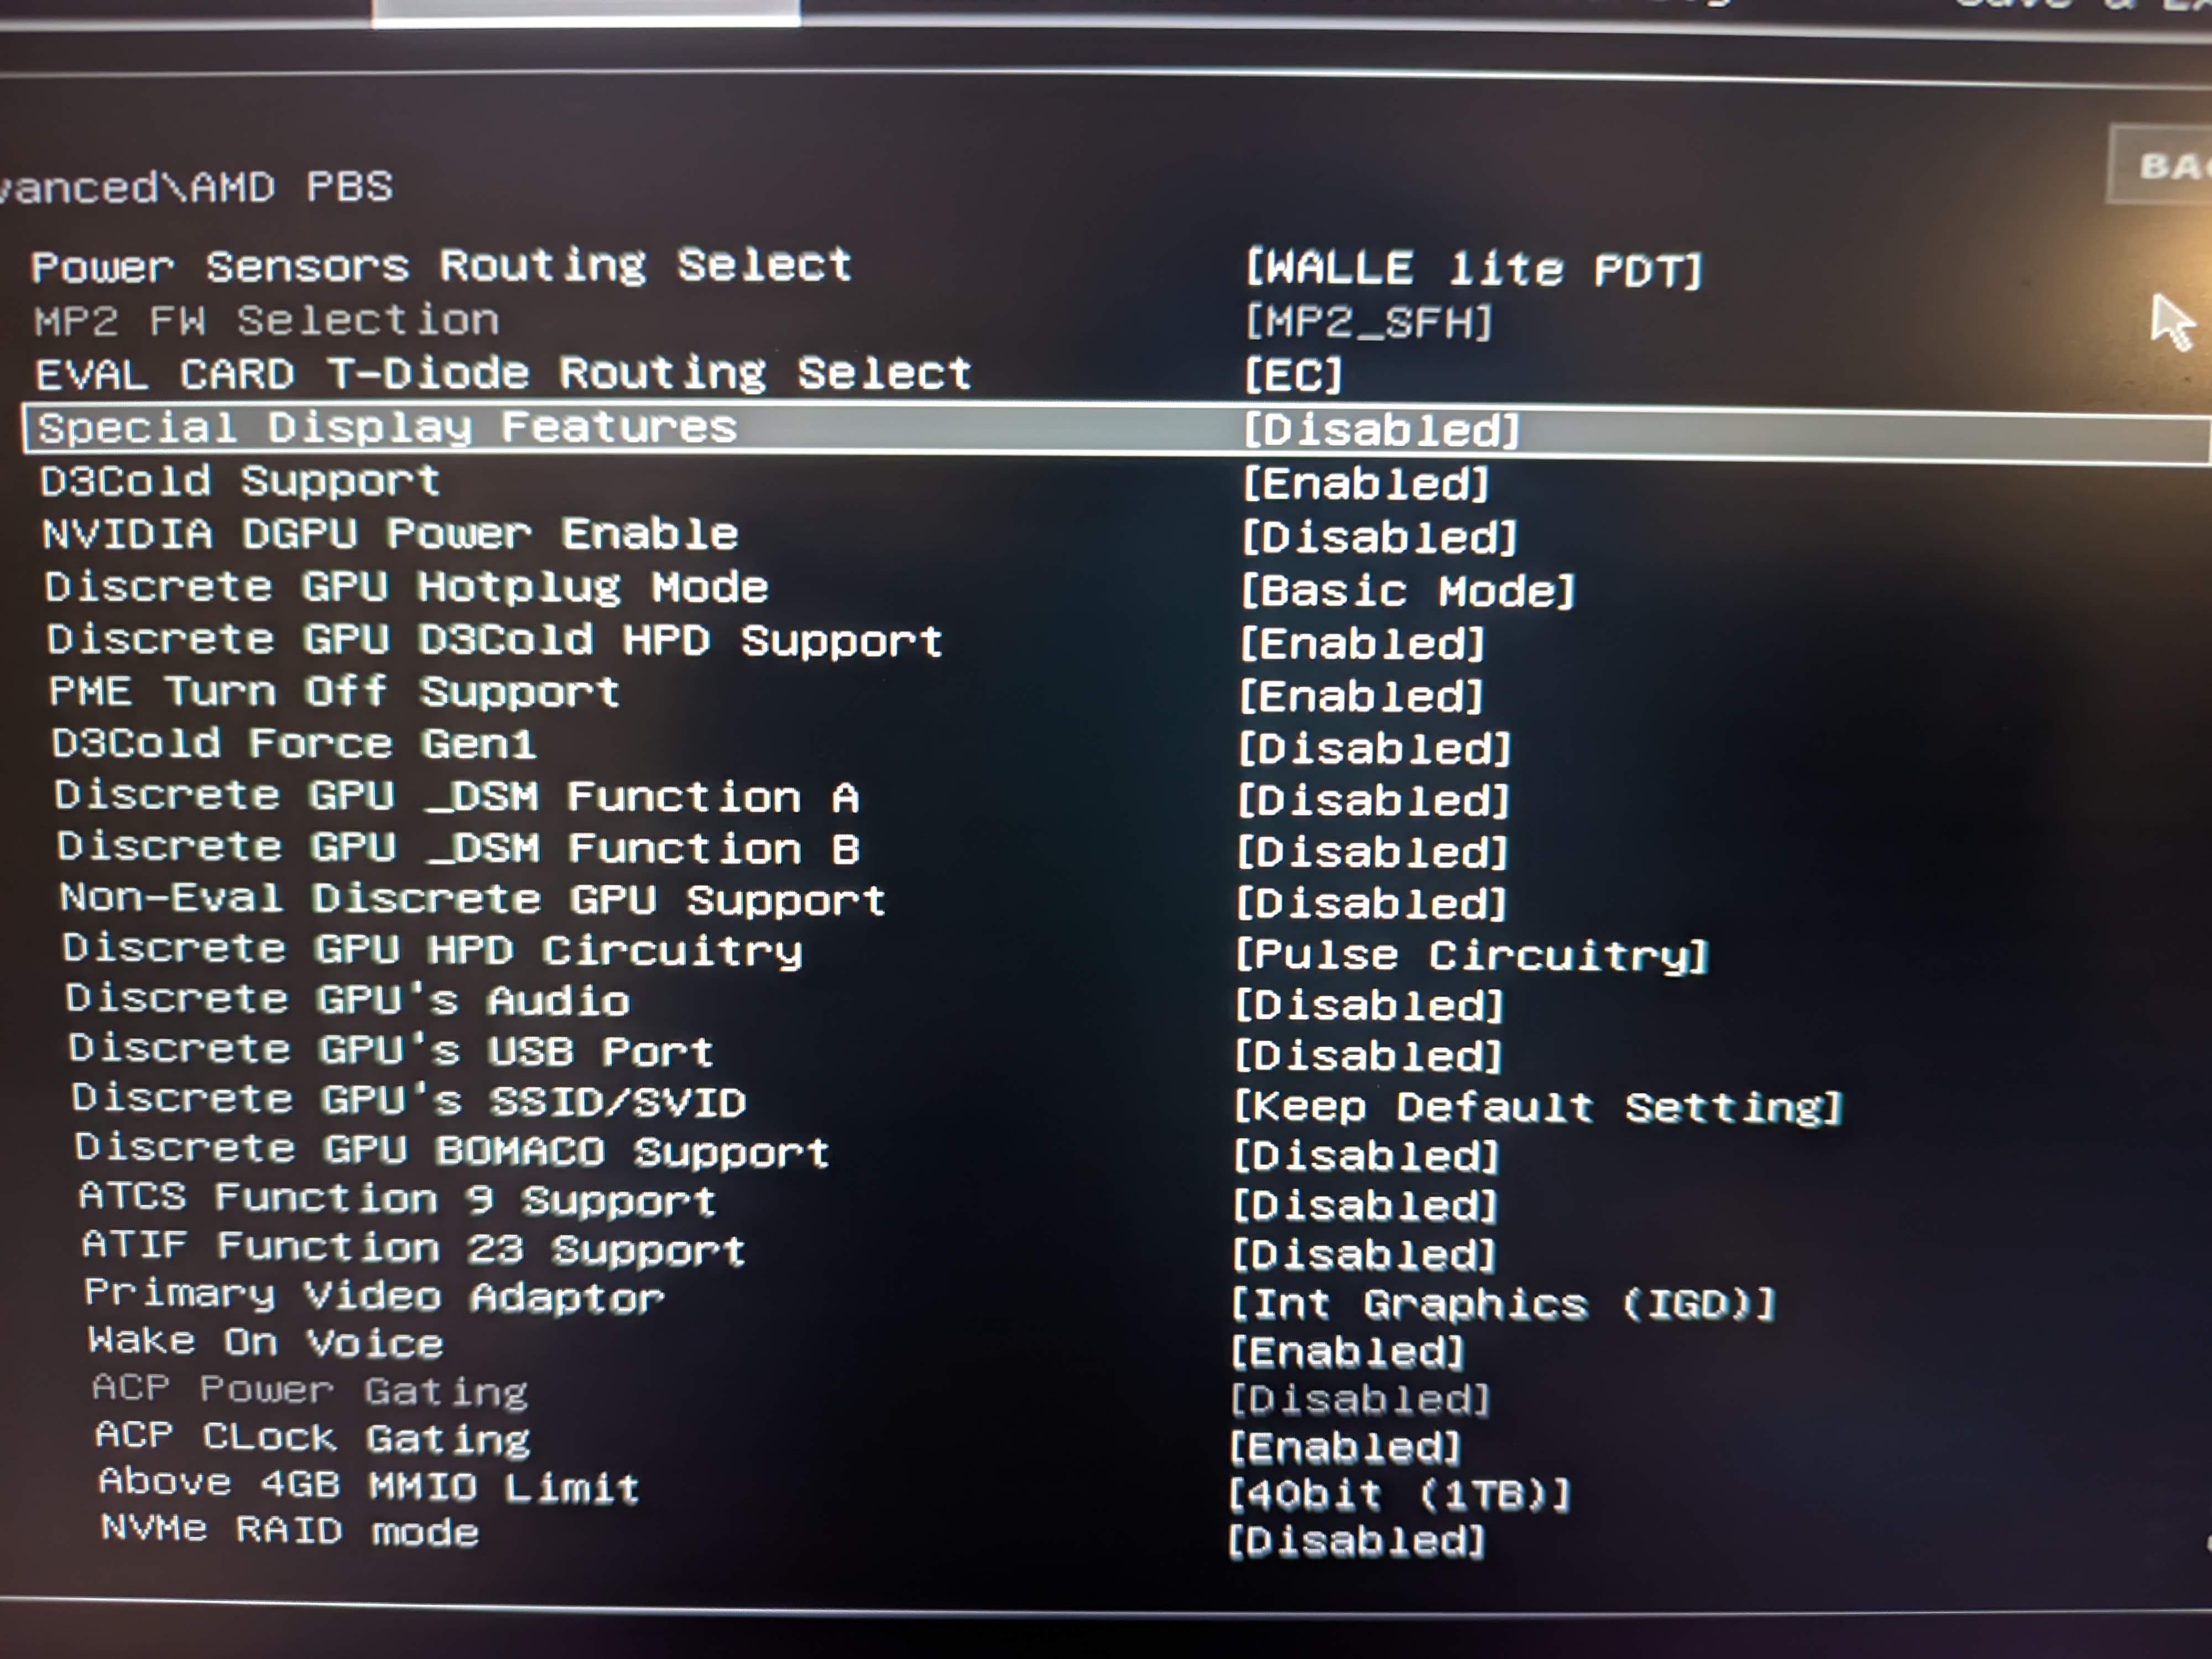 Save &
vanced\AMD PBS
Power Sensors Routing Select [WALLE lite PDT]
MP2 FW Selection [MP2_SFH]
EVAL CARD T-Diode Routing Select [EC]
Special Display Features [Disabled]
D3Cold Support [Enabled]
NVIDIA DGPU Power Enable [Disabled]
Discrete GPU Hotplug Mode [Basic Mode]
Discrete GPU D3Cold HPD Support [Enabled]
PME Turn Off Support [Enabled]
D3Cold Force Gen1 [Disabled]
Discrete GPU _DSM Function A [Disabled]
Discrete GPU _DSM Function B [Disabled]
Non-Eval Discrete GPU Support [Disabled]
Discrete GPU HPD Circuitry [Pulse Circuitry]
Discrete GPU's Audio [Disabled]
Discrete GPU's USB Port [Disabled]
Discrete GPU's SSID/SVID [Keep Default Setting]
Discrete GPU BOMACO Support [Disabled]
ATCS Function 9 Support [Disabled]
ATIF Function 23 Support [Disabled]
Primary Video Adaptor [Int Graphics (IGD)]
Wake On Voice [Enabled]
ACP Power Gating [Disabled]
ACP CLock Gating [Enabled]
Above 4GB MMIO Limit [40bit (1TB)]
NVMe RAID mode [Disabled]